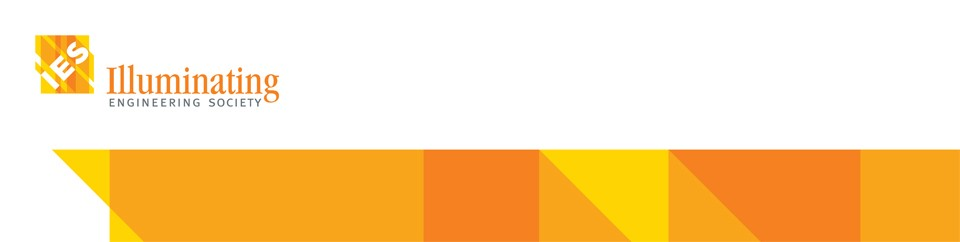 IES
Illuminating
ENGINEERING SOCIETY